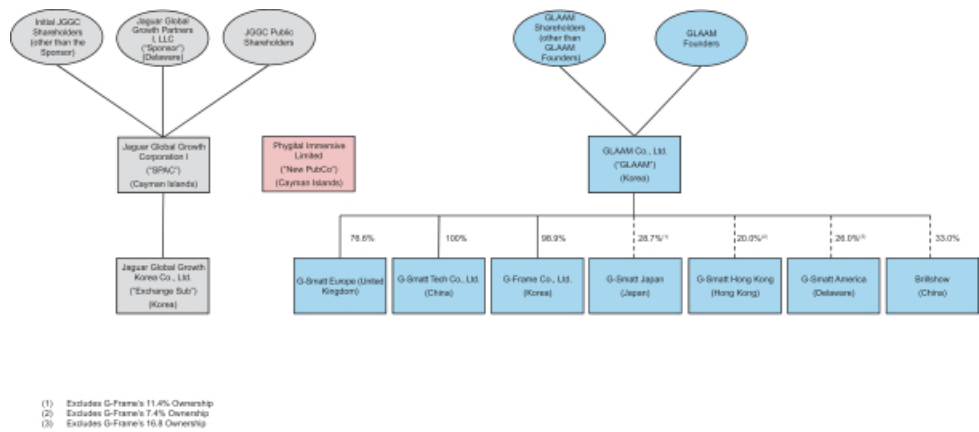 Initial JGGC
Shareholders
(other than the
Sponsor)
Jaguar Global
Growth Partners
I, LLC
("Sponsor")
(Delaware)
JGGC Public
Shareholders
GLAAM
Shareholders
(other than
GLAAM
Founders)
GLAAM
Founders
Jaguar Global Growth
Corporation I
("SPAC")
(Cayman Islands)
Phygital Immersive
Limited
("New PubCo")
(Cayman Islands)
GLAAM Co., Ltd.
("GLAAM")
(Korea)
76.6%
100%
98.9%
28.7%(1)
20.0%(2)
26.0%(3)
33.0%
Jaguar Global Growth
Korea Co., Ltd.
("Exchange Sub")
(Korea)
G-Smatt Europe (United
Kingdom)
G-Smatt Tech Co., Ltd.
(China)
G-Frame Co., Ltd.
(Korea)
G-Smatt Japan
(Japan)
G-Smatt Hong Kong
(Hong Kong)
G-Smatt America
(Delaware)
Brillshow
(China)
(1) Excludes G-Frame's 11.4% Ownership
(2) Excludes G-Frame's 7.4% Ownership
(3) Excludes G-Frame's 16.8 Ownership